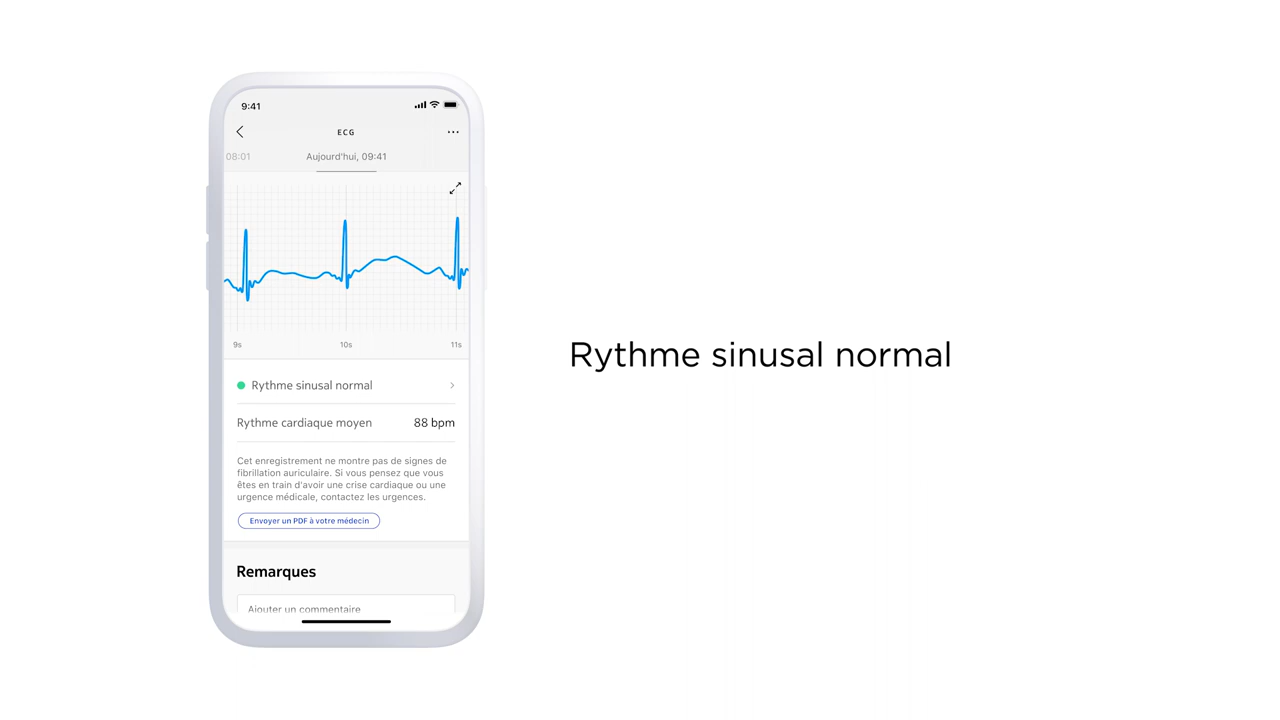 9:41
ECG
08:01
Aujourd'hui, 09:41
9s
10s
11s
Rythme sinusal normal
Rythme cardiaque moyen 88 bpm
Cet enregistrement ne montre pas de signes de
fibrillation auriculaire. Si vous pensez que vous
êtes en train d'avoir une crise cardiaque ou une
urgence médicale, contactez les urgences.
Envoyer un PDF à votre médecin
Remarques
Ajouter un commentaire
Rythme sinusal normal